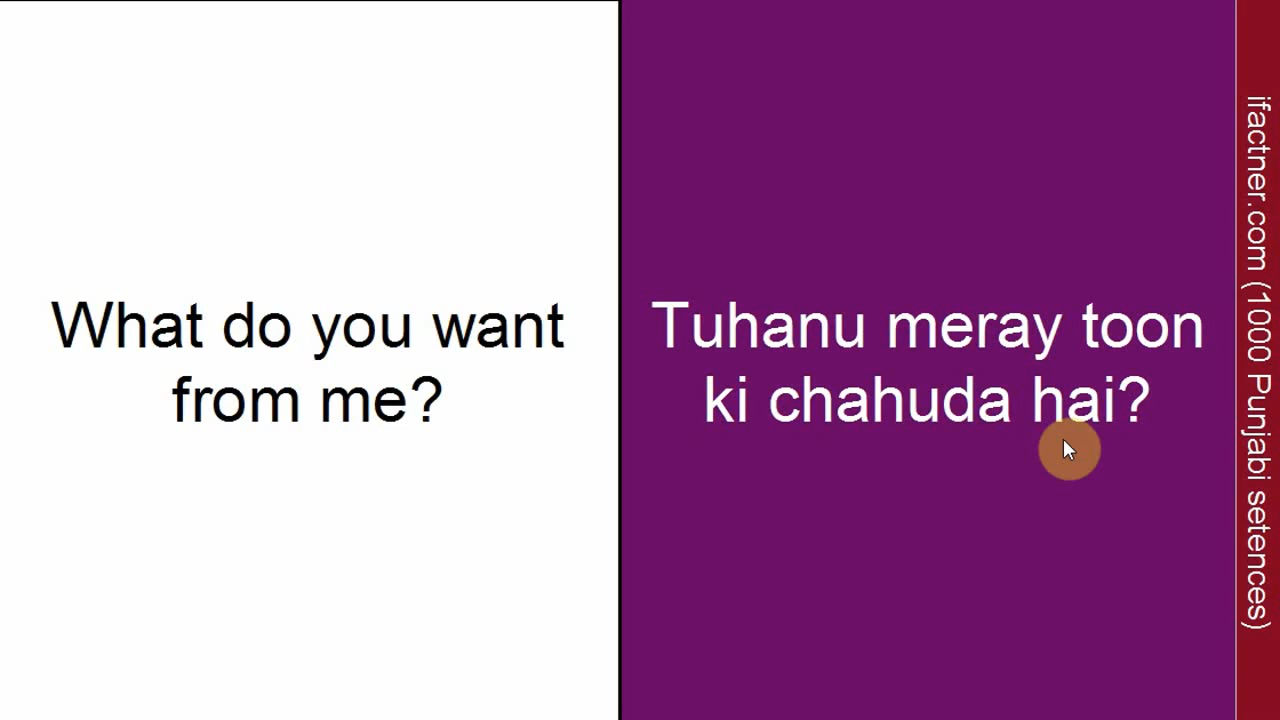 What do you want
from me?
Tuhanu meray toon
ki chahuda hai?
ifactner.com (1000 Punjabi setences)